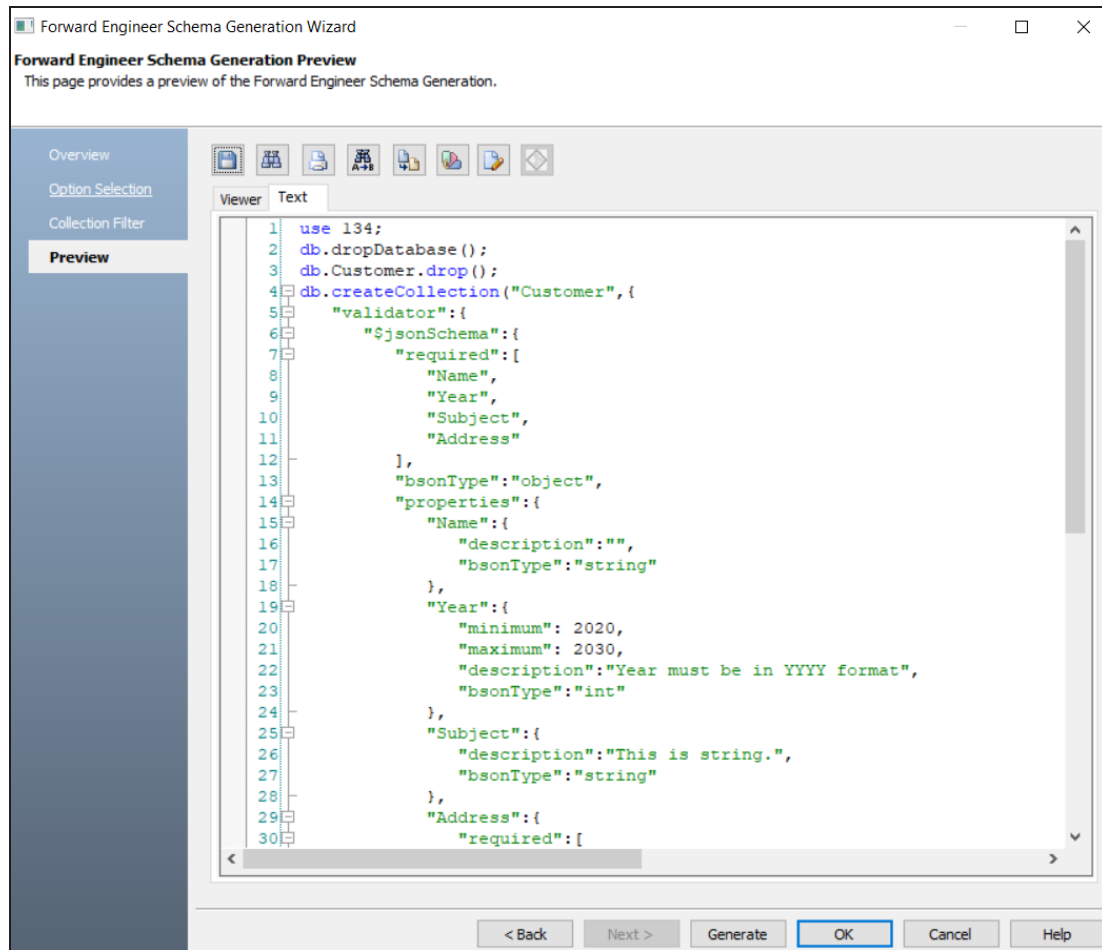 Forward Engineer Schema Generation Wizard
Forward Engineer Schema Generation Preview
This page provides a preview of the Forward Engineer Schema Generation.
Overview
Option Selection
Collection Filter
Preview
A+B
Viewer Text
1 use 134;
2 db.dropDatabase();
3 db.Customer.drop();
4 db.createCollection("Customer",{
5 "validator":{
6 "$jsonSchema":{
7 "required":[
8 "Name",
9 "Year",
10 "Subject",
11 "Address"
12 ],
13 "bsonType":"object",
14 "properties":{
15 "Name":{
16 "description":"",
17 "bsonType":"string"
18 },
19 "Year":{
20 "minimum": 2020,
21 "maximum": 2030,
22 "description":"Year must be in YYYY format",
23 "bsonType":"int"
24 },
25 "Subject":{
26 "description":"This is string.",
27 "bsonType":"string"
28 },
29 "Address":{
30 "required":[
< Back Next > Generate OK Cancel Help